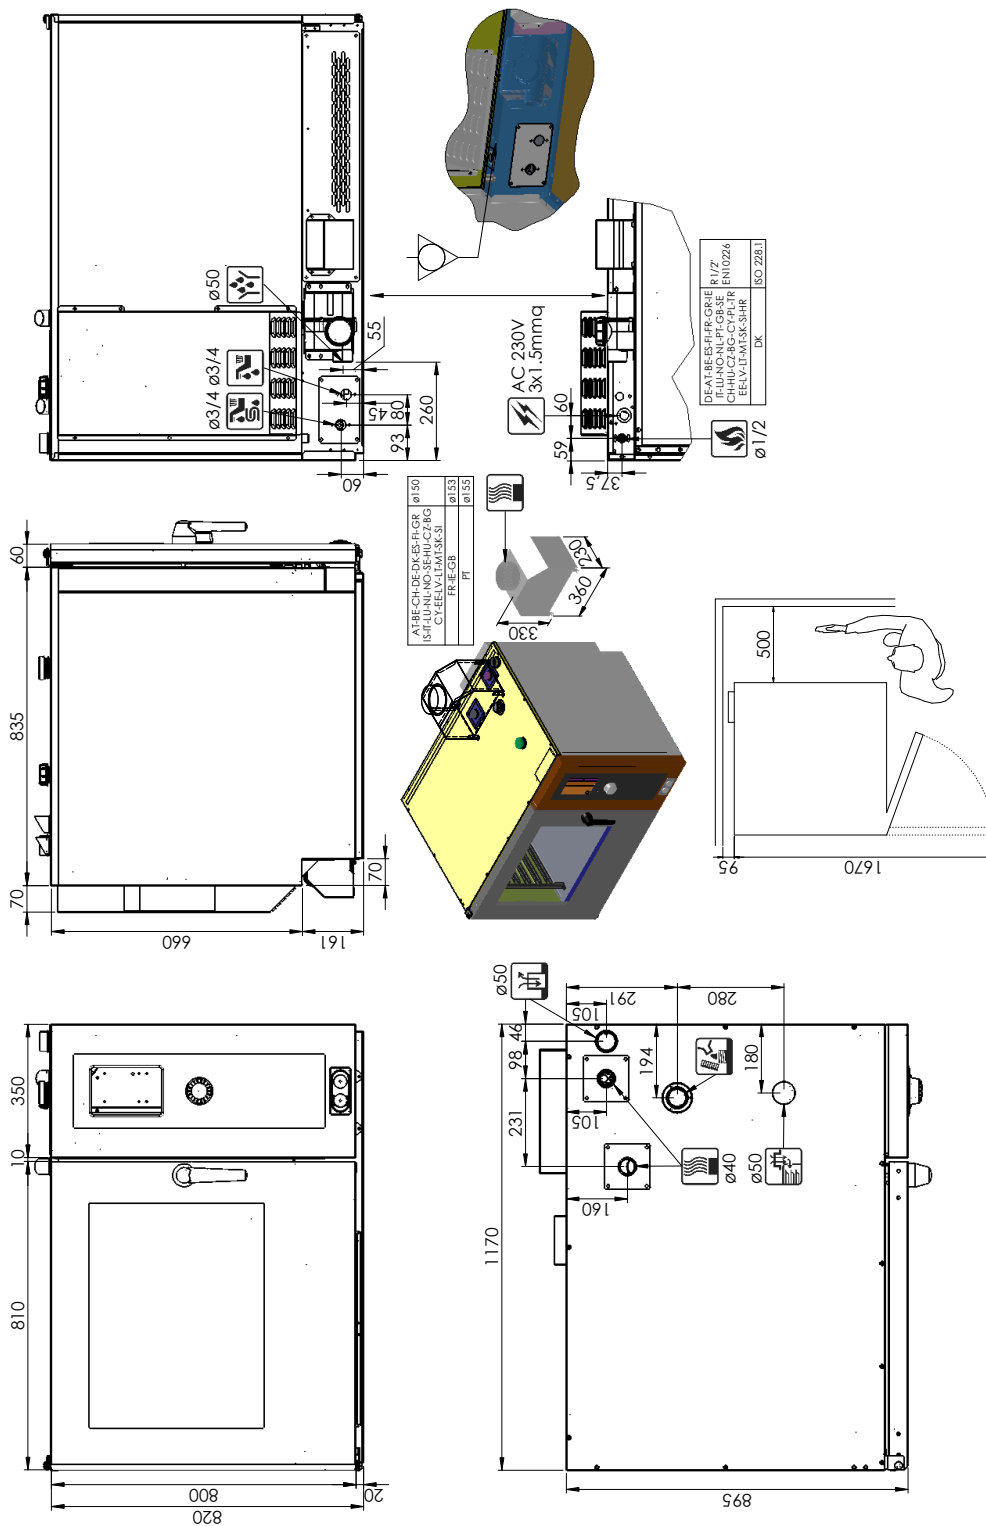 350
10
810
800
820
20
60
835
70
660
161
70
ø50
ø3/4
ø3/4
55
45
80
93
260
60
AC 230V
3x1.5mmq
60
59
37,5
ø1/2
DE-AT-BE-ES-FI-FR-GR-IE
IT-LU-NO-NL-PT-GB-SE
CH-HU-CZ-BG-CY-PL-TR
EE-LV-LT-MT-SK-SI-HR
R1/2"
EN10226
DK
ISO 228.1
AT-BE-CH-DE-DK-ES-FI-GR
IS-IT-LU-NL-NO-SE-HU-CZ-BG
CY-EE-LV-LT-MT-SK-SI
ø150
FR-IE-GB
ø153
PT
ø155
330
360
230
500
95
1670
ø50
46
98
231
105
105
160
291
280
194
180
ø40
ø50
1170
895